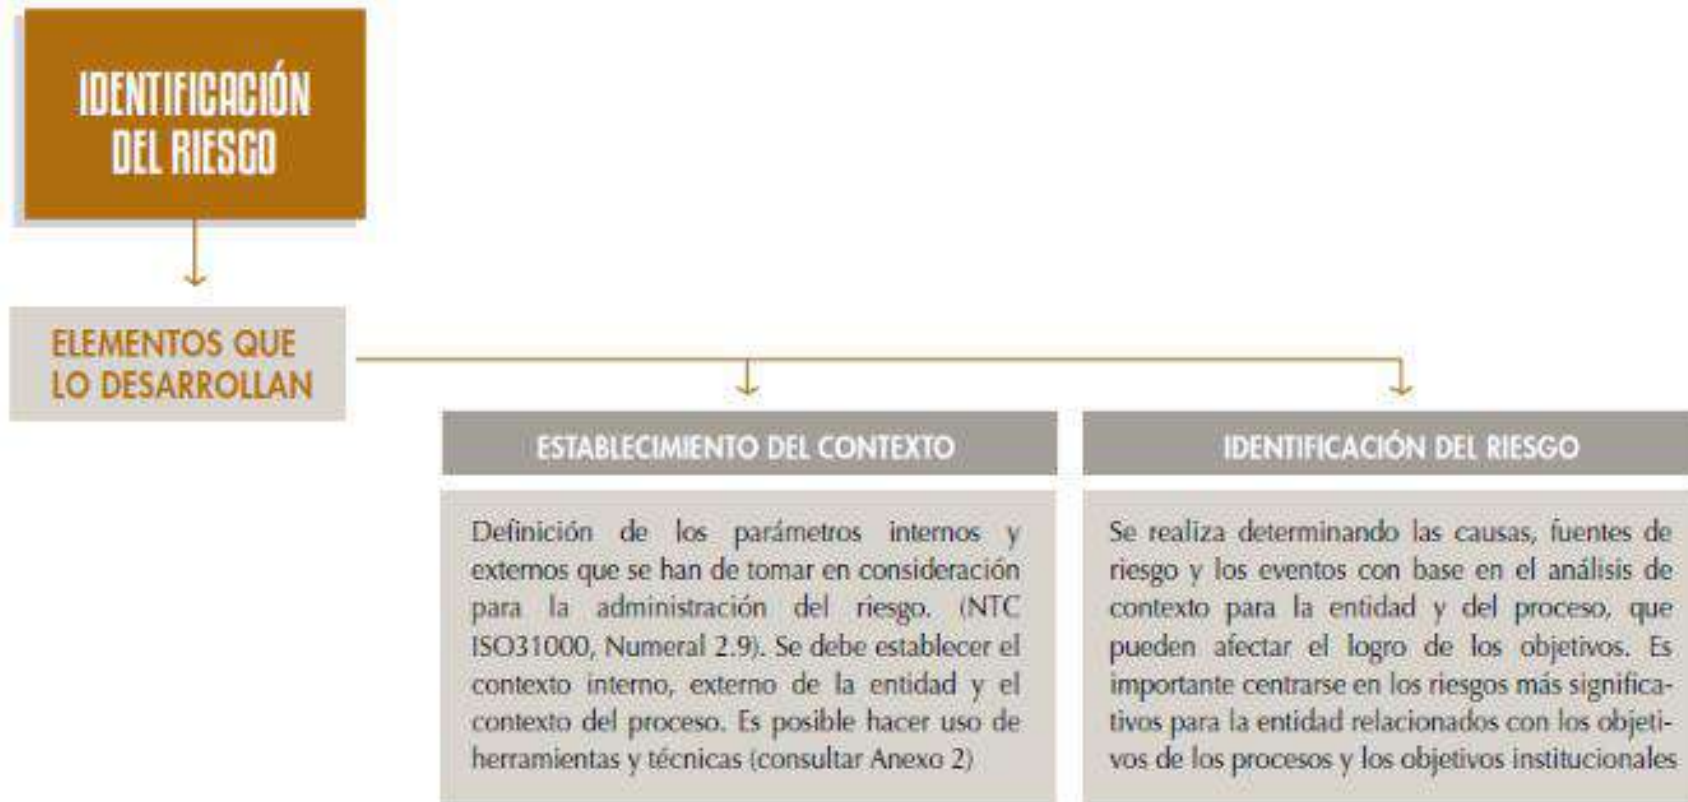 IDENTIFICACIÓN
DEL RIESGO
ELEMENTOS QUE
LO DESARROLLAN
ESTABLECIMIENTO DEL CONTEXTO
Definición de los parámetros internos y
externos que se han de tomar en consideración
para la administración del riesgo. (NTC
ISO31000, Numeral 2.9). Se debe establecer el
contexto interno, externo de la entidad y el
contexto del proceso. Es posible hacer uso de
herramientas y técnicas (consultar Anexo 2)
IDENTIFICACIÓN DEL RIESGO
Se realiza determinando las causas, fuentes de
riesgo y los eventos con base en el análisis de
contexto para la entidad y del proceso, que
pueden afectar el logro de los objetivos. Es
importante centrarse en los riesgos más significa-
tivos para la entidad relacionados con los objeti-
vos de los procesos y los objetivos institucionales